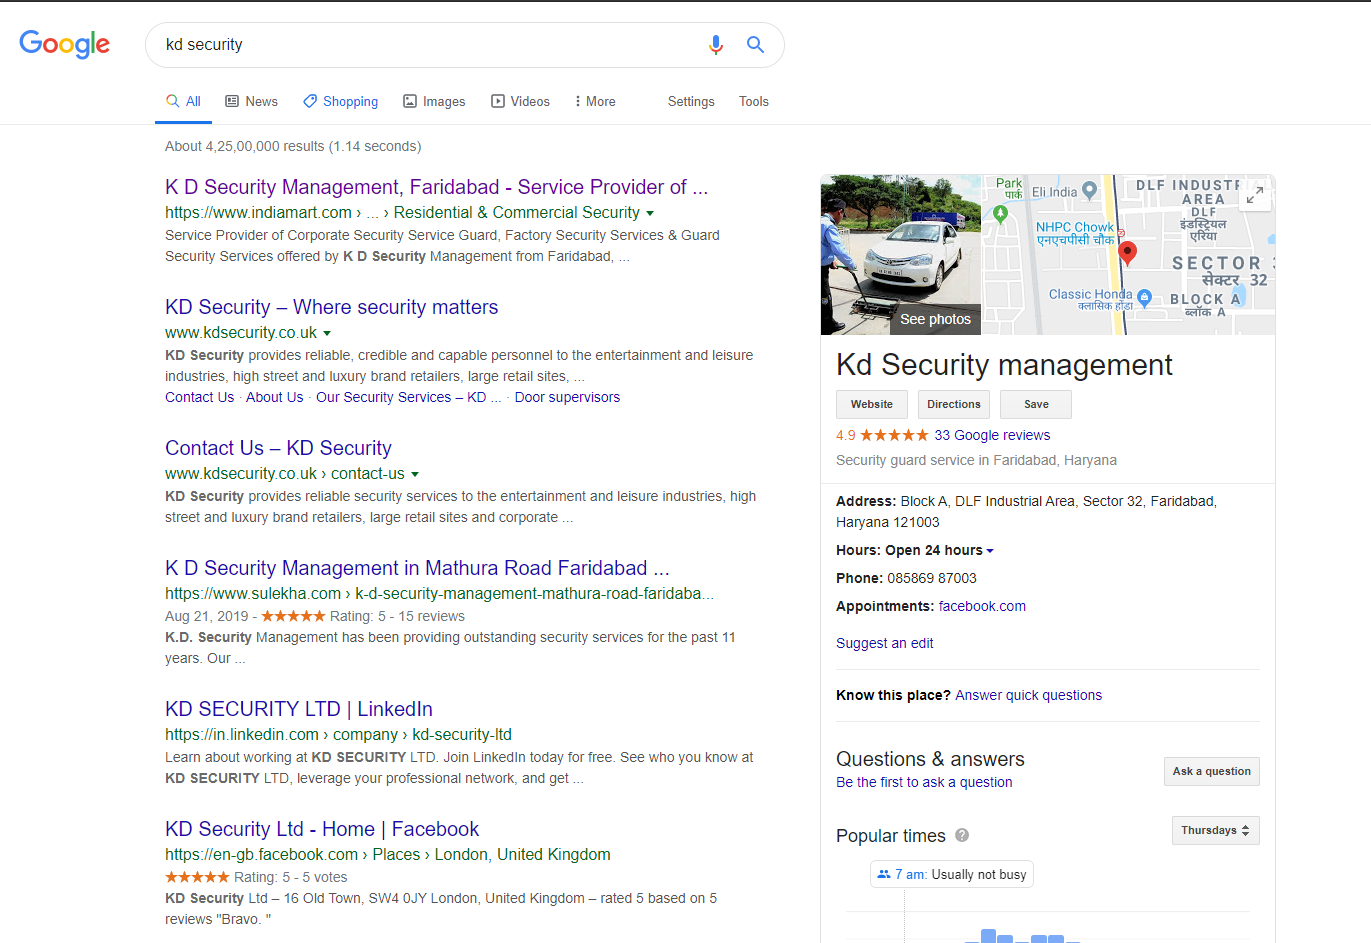 Google
kd security
All News Shopping Images Videos More Settings Tools
About 4,25,00,000 results (1.14 seconds)
K D Security Management, Faridabad - Service Provider of ...
https://www.indiamart.com › ... › Residential & Commercial Security
Service Provider of Corporate Security Service Guard, Factory Security Services & Guard
Security Services offered by K D Security Management from Faridabad, ...
KD Security – Where security matters
www.kdsecurity.co.uk
KD Security provides reliable, credible and capable personnel to the entertainment and leisure
industries, high street and luxury brand retailers, large retail sites, ...
Contact Us · About Us · Our Security Services – KD ... · Door supervisors
Contact Us – KD Security
www.kdsecurity.co.uk › contact-us
KD Security provides reliable security services to the entertainment and leisure industries, high
street and luxury brand retailers, large retail sites and corporate ...
K D Security Management in Mathura Road Faridabad ...
https://www.sulekha.com › k-d-security-management-mathura-road-faridaba...
Aug 21, 2019 - ★★★★★ Rating: 5 - 15 reviews
K.D. Security Management has been providing outstanding security services for the past 11
years. Our ...
KD SECURITY LTD | LinkedIn
https://in.linkedin.com › company › kd-security-ltd
Learn about working at KD SECURITY LTD. Join LinkedIn today for free. See who you know at
KD SECURITY LTD, leverage your professional network, and get ...
KD Security Ltd - Home | Facebook
https://en-gb.facebook.com › Places › London, United Kingdom
★★★★★ Rating: 5 - 5 votes
KD Security Ltd – 16 Old Town, SW4 0JY London, United Kingdom – rated 5 based on 5
reviews "Bravo. "
See photos
Park
पार्क
Eli India
DLF INDUSTR
AREA
DLF
इंडस्ट्रियल
एरिया
NHPC Chowk
एनएचपीसी चौक
SECTOR 3
सेक्टर 32
Classic Honda
क्लासिक होंडा
BLOCK A
ब्लॉक A
Kd Security management
Website Directions Save
4.9 ★★★★★ 33 Google reviews
Security guard service in Faridabad, Haryana
Address: Block A, DLF Industrial Area, Sector 32, Faridabad,
Haryana 121003
Hours: Open 24 hours
Phone: 085869 87003
Appointments: facebook.com
Suggest an edit
Know this place? Answer quick questions
Questions & answers
Be the first to ask a question
Ask a question
Popular times
Thursdays
7 am: Usually not busy